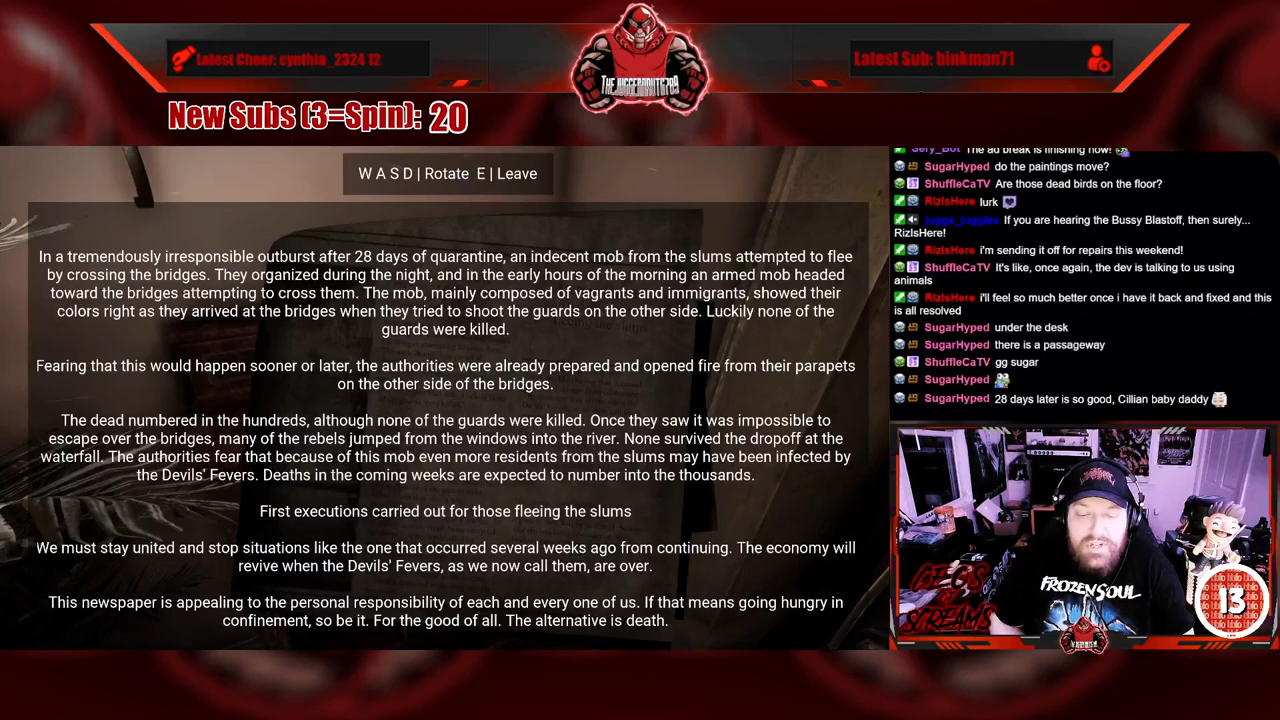 Latest Cheer: cynthia_2324 12
THEJUGGERNAUT6789
Latest Sub: binkman71
New Subs (3=Spin): 20
W A S D | Rotate E | Leave
In a tremendously irresponsible outburst after 28 days of quarantine, an indecent mob from the slums attempted to flee
by crossing the bridges. They organized during the night, and in the early hours of the morning an armed mob headed
toward the bridges attempting to cross them. The mob, mainly composed of vagrants and immigrants, showed their
colors right as they arrived at the bridges when they tried to shoot the guards on the other side. Luckily none of the
guards were killed.
Fearing that this would happen sooner or later, the authorities were already prepared and opened fire from their parapets
on the other side of the bridges.
The dead numbered in the hundreds, although none of the guards were killed. Once they saw it was impossible to
escape over the bridges, many of the rebels jumped from the windows into the river. None survived the dropoff at the
waterfall. The authorities fear that because of this mob even more residents from the slums may have been infected by
the Devils' Fevers. Deaths in the coming weeks are expected to number into the thousands.
First executions carried out for those fleeing the slums
We must stay united and stop situations like the one that occurred several weeks ago from continuing. The economy will
revive when the Devils' Fevers, as we now call them, are over.
This newspaper is appealing to the personal responsibility of each and every one of us. If that means going hungry in
confinement, so be it. For the good of all. The alternative is death.
Sery_Bot The ad break is finishing now!
SugarHyped do the paintings move?
ShuffleCaTV Are those dead birds on the floor?
RizIsHere lurk
juggs_juggles If you are hearing the Bussy Blastoff, then surely...
RizIsHere!
RizIsHere i'm sending it off for repairs this weekend!
ShuffleCaTV It's like, once again, the dev is talking to us using
animals
RizIsHere i'll feel so much better once i have it back and fixed and this
is all resolved
SugarHyped under the desk
SugarHyped there is a passageway
ShuffleCaTV gg sugar
SugarHyped
SugarHyped 28 days later is so good, Cillian baby daddy
FROZEN SOUL
SCREAMS
13